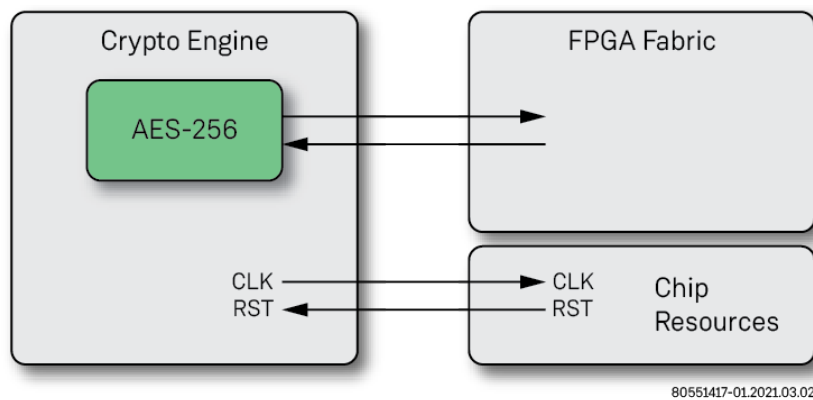 Crypto Engine
FPGA Fabric
AES-256
CLK
CLK
RST
RST
Chip
Resources
80551417-01.2021.03.02